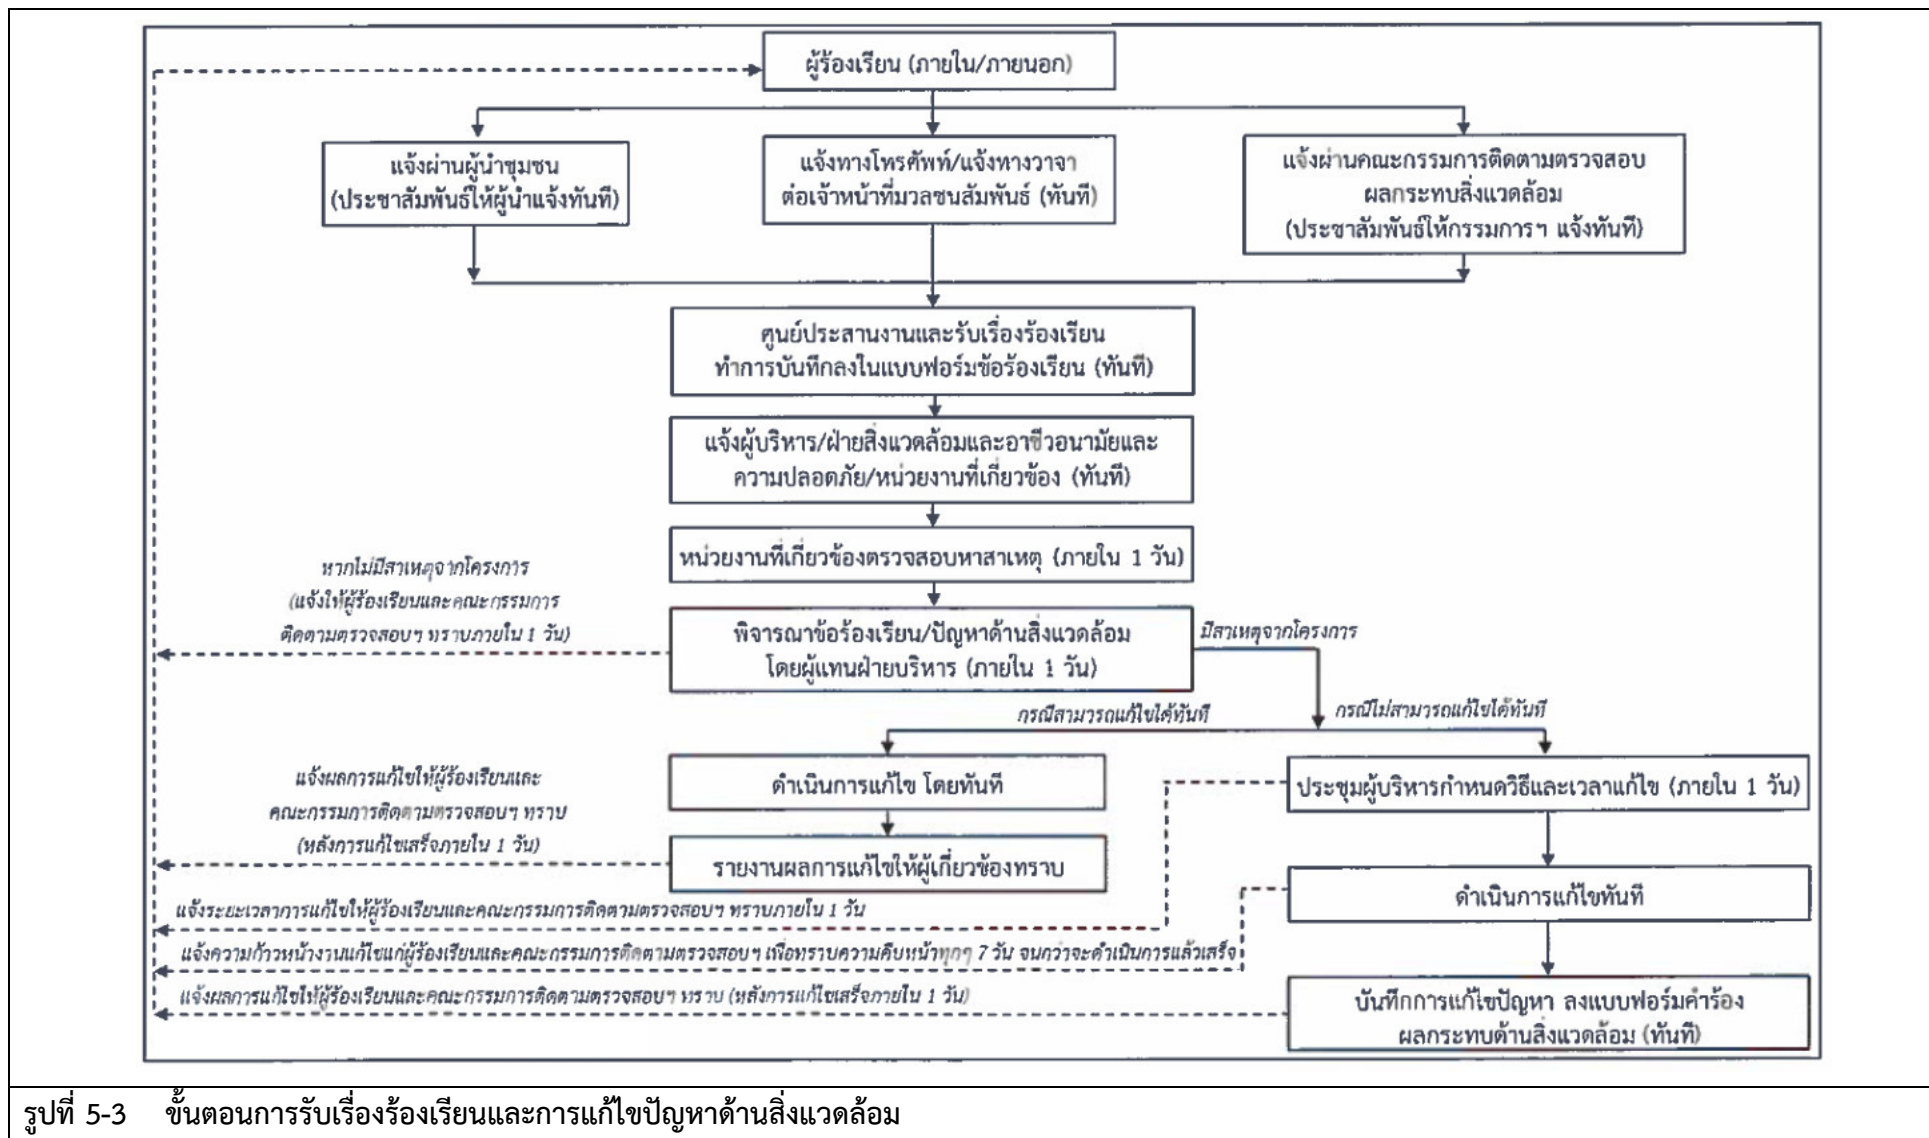 ผู้ร้องเรียน (ภายใน/ภายนอก)
แจ้งผ่านผู้นำชุมชน
(ประชาสัมพันธ์ให้ผู้นำแจ้งทันที)
แจ้งทางโทรศัพท์/แจ้งทางวาจา
ต่อเจ้าหน้าที่มวลชนสัมพันธ์ (ทันที)
แจ้งผ่านคณะกรรมการติดตามตรวจสอบ
ผลกระทบสิ่งแวดล้อม
(ประชาสัมพันธ์ให้กรรมการฯ แจ้งทันที)
ศูนย์ประสานงานและรับเรื่องร้องเรียน
ทำการบันทึกลงในแบบฟอร์มข้อร้องเรียน (ทันที)
แจ้งผู้บริหาร/ฝ่ายสิ่งแวดล้อมและอาชีวอนามัยและ
ความปลอดภัย/หน่วยงานที่เกี่ยวข้อง (ทันที)
หน่วยงานที่เกี่ยวข้องตรวจสอบหาสาเหตุ (ภายใน 1 วัน)
หากไม่มีสาเหตุจากโครงการ
(แจ้งให้ผู้ร้องเรียนและคณะกรรมการ
ติดตามตรวจสอบฯ ทราบภายใน 1 วัน)
พิจารณาข้อร้องเรียน/ปัญหาด้านสิ่งแวดล้อม
โดยผู้แทนฝ่ายบริหาร (ภายใน 1 วัน)
มีสาเหตุจากโครงการ
กรณีสามารถแก้ไขได้ทันที
กรณีไม่สามารถแก้ไขได้ทันที
แจ้งผลการแก้ไขให้ผู้ร้องเรียนและ
คณะกรรมการติดตามตรวจสอบฯ ทราบ
(หลังการแก้ไขเสร็จภายใน 1 วัน)
ดำเนินการแก้ไข โดยทันที
ประชุมผู้บริหารกำหนดวิธีและเวลาแก้ไข (ภายใน 1 วัน)
รายงานผลการแก้ไขให้ผู้เกี่ยวข้องทราบ
ดำเนินการแก้ไขทันที
แจ้งระยะเวลาการแก้ไขให้ผู้ร้องเรียนและคณะกรรมการติดตามตรวจสอบฯ ทราบภายใน 1 วัน
แจ้งความก้าวหน้างานแก้ไขแก่ผู้ร้องเรียนและคณะกรรมการติดตามตรวจสอบฯ เพื่อทราบความคืบหน้าทุกๆ 7 วัน จนกว่าจะดำเนินการแล้วเสร็จ
แจ้งผลการแก้ไขให้ผู้ร้องเรียนและคณะกรรมการติดตามตรวจสอบฯ ทราบ (หลังการแก้ไขเสร็จภายใน 1 วัน)
บันทึกการแก้ไขปัญหา ลงแบบฟอร์มคำร้อง
ผลกระทบด้านสิ่งแวดล้อม (ทันที)
รูปที่ 5-3 ขั้นตอนการรับเรื่องร้องเรียนและการแก้ไขปัญหาด้านสิ่งแวดล้อม